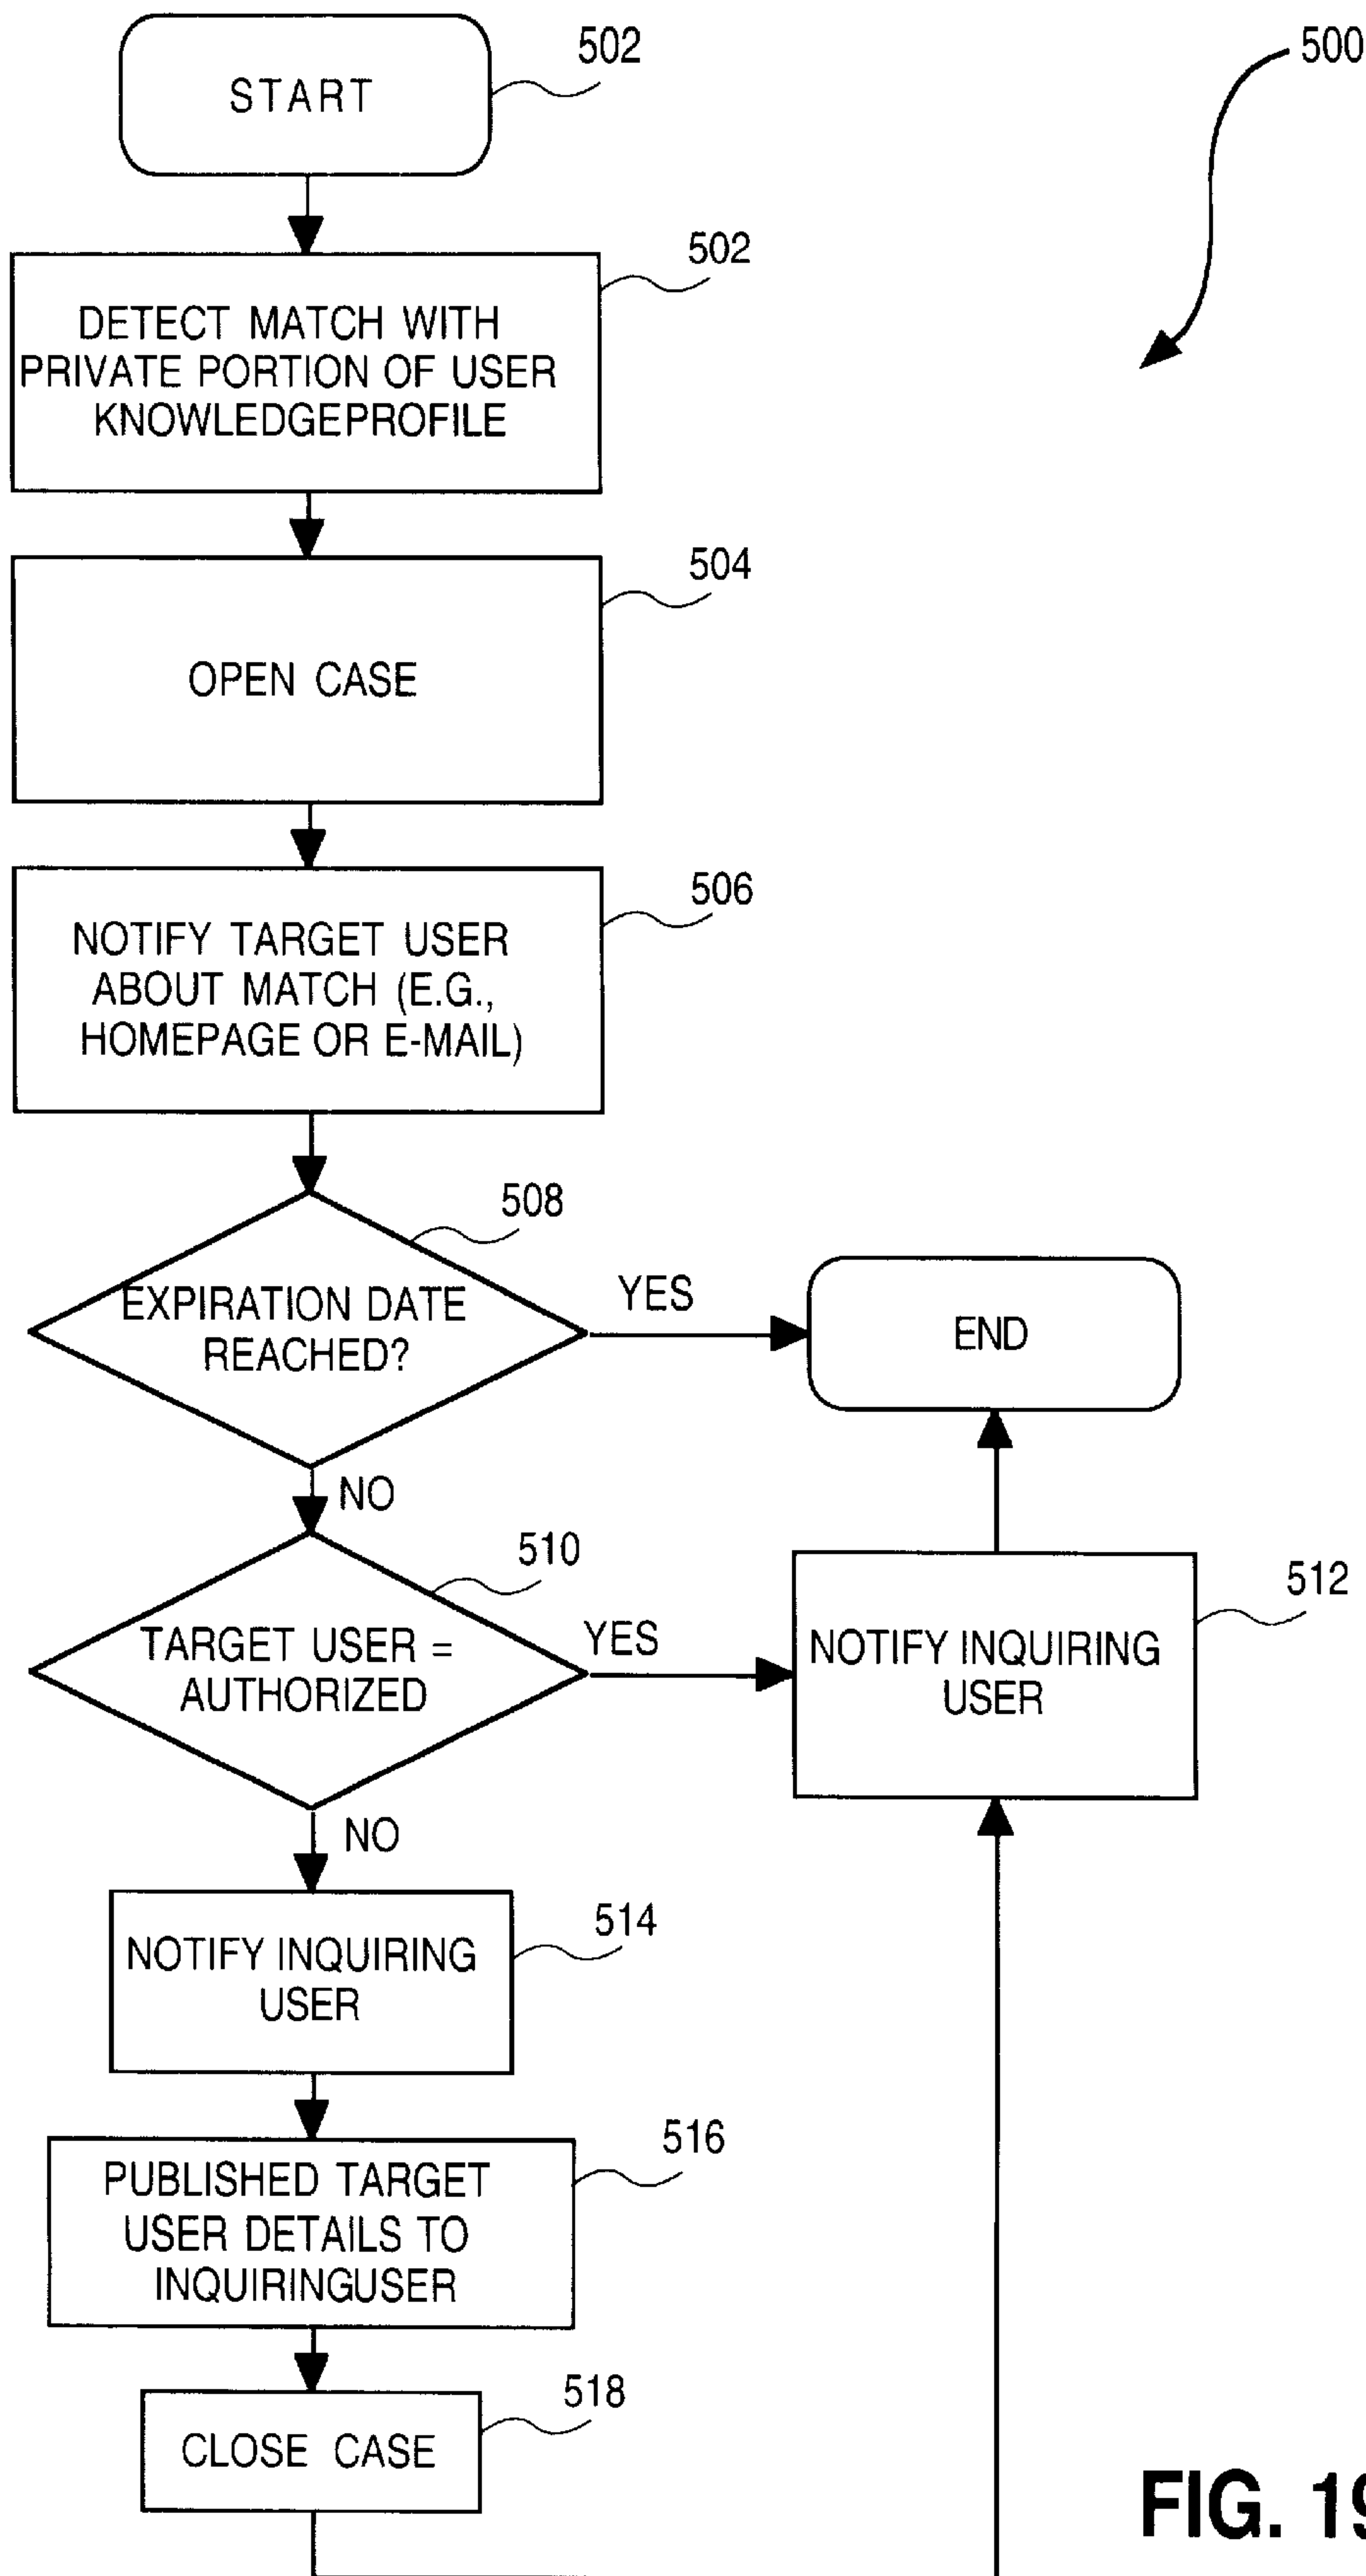 502
500
START
502
DETECT MATCH WITH
PRIVATE PORTION OF USER
KNOWLEDGEPROFILE
504
OPEN CASE
506
NOTIFY TARGET USER
ABOUT MATCH (E.G.,
HOMEPAGE OR E-MAIL)
508
EXPIRATION DATE
REACHED?
YES
END
NO
510
TARGET USER =
AUTHORIZED
YES
512
NOTIFY INQUIRING
USER
NO
514
NOTIFY INQUIRING
USER
516
PUBLISHED TARGET
USER DETAILS TO
INQUIRINGUSER
518
CLOSE CASE
FIG. 19